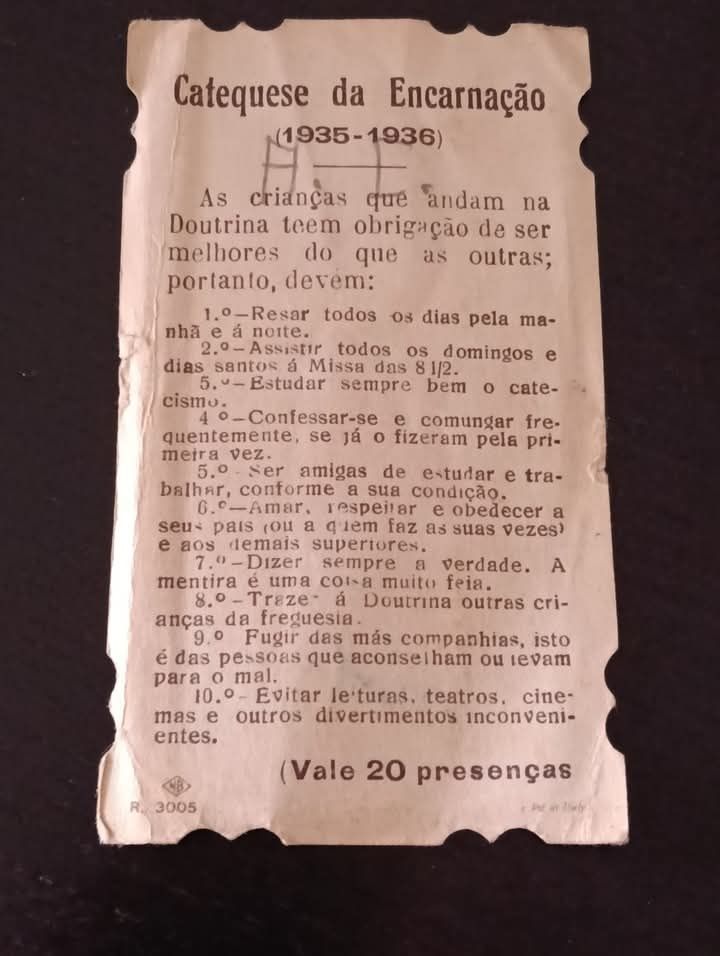 Catequese da Encarnação
(1935-1936)
A. T
As crianças que andam na
Doutrina teem obrigação de ser
melhores do que as outras;
portanto, devem:
1.º—Resar todos os dias pela ma-
nhã e á noite.
2.º—Assistir todos os domingos e
dias santos á Missa das 8 1/2.
5.º—Estudar sempre bem o cate-
cismo.
4 º—Confessar-se e comungar fre-
quentemente, se já o fizeram pela pri-
meira vez.
5.º-Ser amigas de estudar e tra-
balhar, conforme a sua condição.
6.º—Amar, respeitar e obedecer a
seus pais (ou a quem faz as suas vezes)
e aos demais superiores.
7.º-Dizer sempre a verdade. A
mentira é uma coisa muito feia.
8.º-Trazer á Doutrina outras cri-
anças da freguesia.
9.º Fugir das más companhias, isto
é das pessoas que aconselham ou levam
para o mal.
10.º-Evitar leituras, teatros, cine-
mas e outros divertimentos inconveni-
entes.
(Vale 20 presenças
NB
R. 3005
in Italy